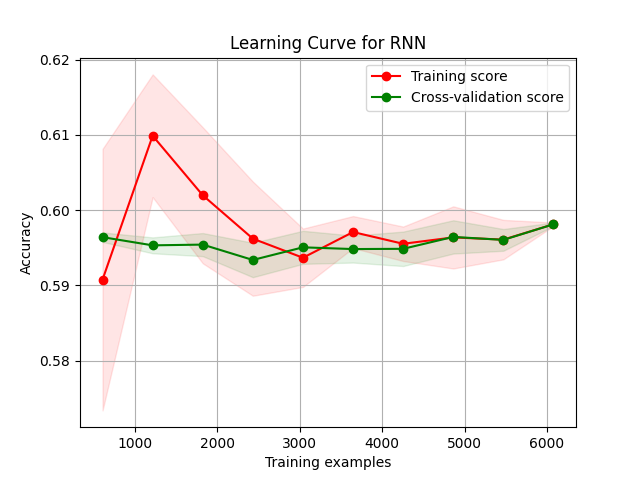 Learning Curve for RNN
Training score
Cross-validation score
0.62
0.61
0.60
0.59
0.58
Accuracy
1000 2000 3000 4000 5000 6000
Training examples